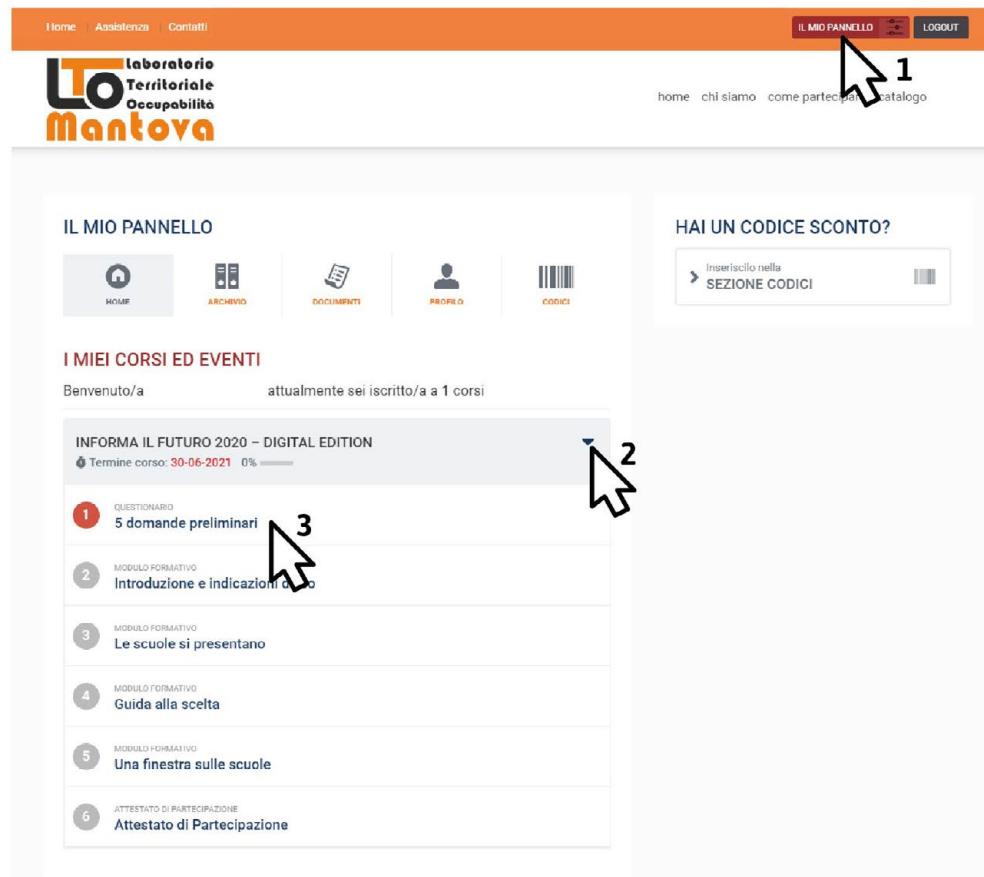 Home Assistenza Contatti
IL MIO PANNELLO LOGOUT
1
LTO
laboratorio
Territoriale
Occupabilità
Mantova
home chi siamo come partecipare catalogo
IL MIO PANNELLO
HOME ARCHIVIO DOCUMENTI PROFILO CODICI
HAI UN CODICE SCONTO?
Inseriscilo nella
SEZIONE CODICI
I MIEI CORSI ED EVENTI
Benvenuto/a attualmente sei iscritto/a a 1 corsi
INFORMA IL FUTURO 2020 – DIGITAL EDITION
Termine corso: 30-06-2021 0%
2
1
QUESTIONARIO
5 domande preliminari
3
2
MODULO FORMATIVO
Introduzione e indicazioni
3
MODULO FORMATIVO
Le scuole si presentano
4
MODULO FORMATIVO
Guida alla scelta
5
MODULO FORMATIVO
Una finestra sulle scuole
6
ATTESTATO DI PARTECIPAZIONE
Attestato di Partecipazione